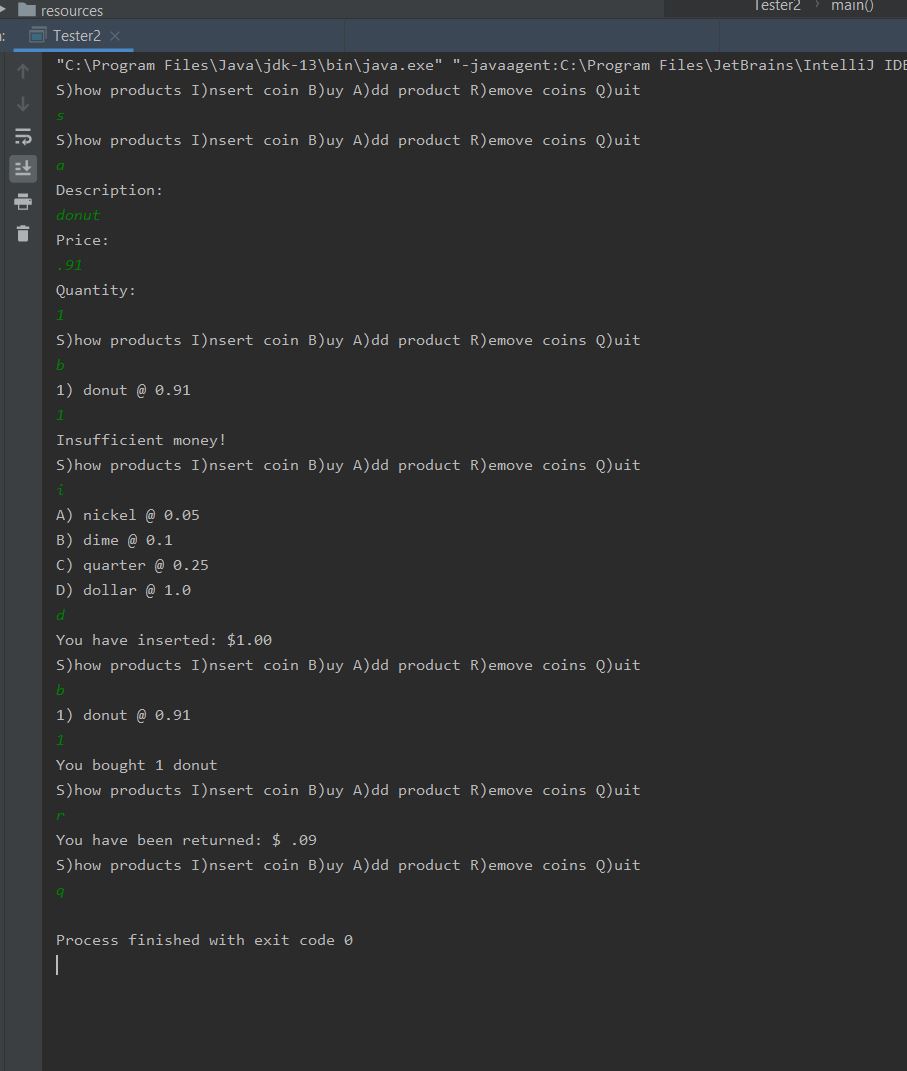 resources
Tester2 › main()
: Tester2 ×
"C:\Program Files\Java\jdk-13\bin\java.exe" "-javaagent:C:\Program Files\JetBrains\IntelliJ IDE
S)how products I)nsert coin B)uy A)dd product R)emove coins Q)uit
s
S)how products I)nsert coin B)uy A)dd product R)emove coins Q)uit
a
Description:
donut
Price:
.91
Quantity:
1
S)how products I)nsert coin B)uy A)dd product R)emove coins Q)uit
b
1) donut @ 0.91
1
Insufficient money!
S)how products I)nsert coin B)uy A)dd product R)emove coins Q)uit
i
A) nickel @ 0.05
B) dime @ 0.1
C) quarter @ 0.25
D) dollar @ 1.0
d
You have inserted: $1.00
S)how products I)nsert coin B)uy A)dd product R)emove coins Q)uit
b
1) donut @ 0.91
1
You bought 1 donut
S)how products I)nsert coin B)uy A)dd product R)emove coins Q)uit
r
You have been returned: $ .09
S)how products I)nsert coin B)uy A)dd product R)emove coins Q)uit
q
Process finished with exit code 0